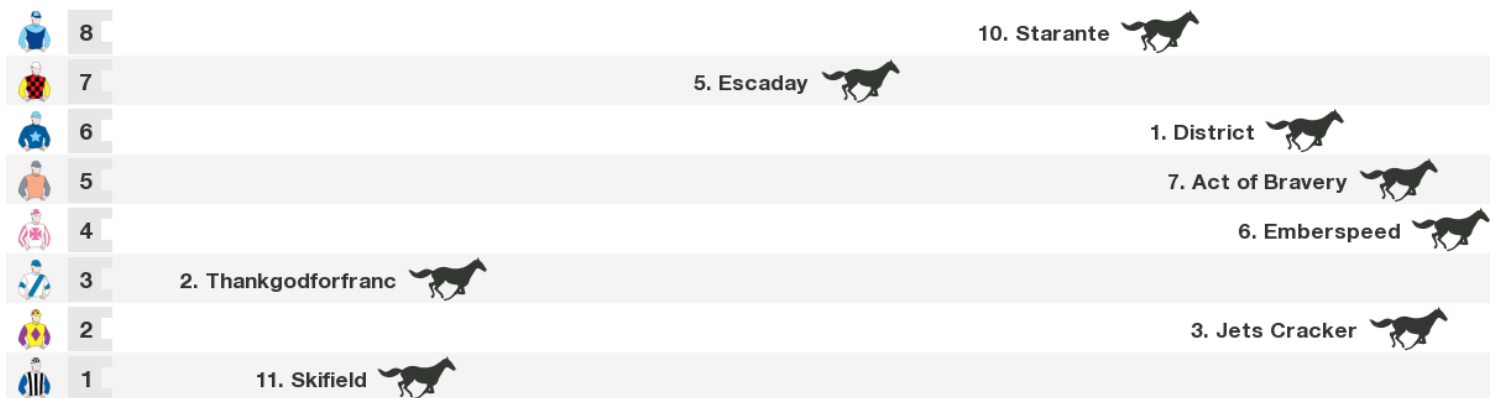 8 10. Starante
7 5. Escaday
6 1. District
5 7. Act of Bravery
4 6. Emberspeed
3 2. Thankgodforfranc
2 3. Jets Cracker
1 11. Skifield